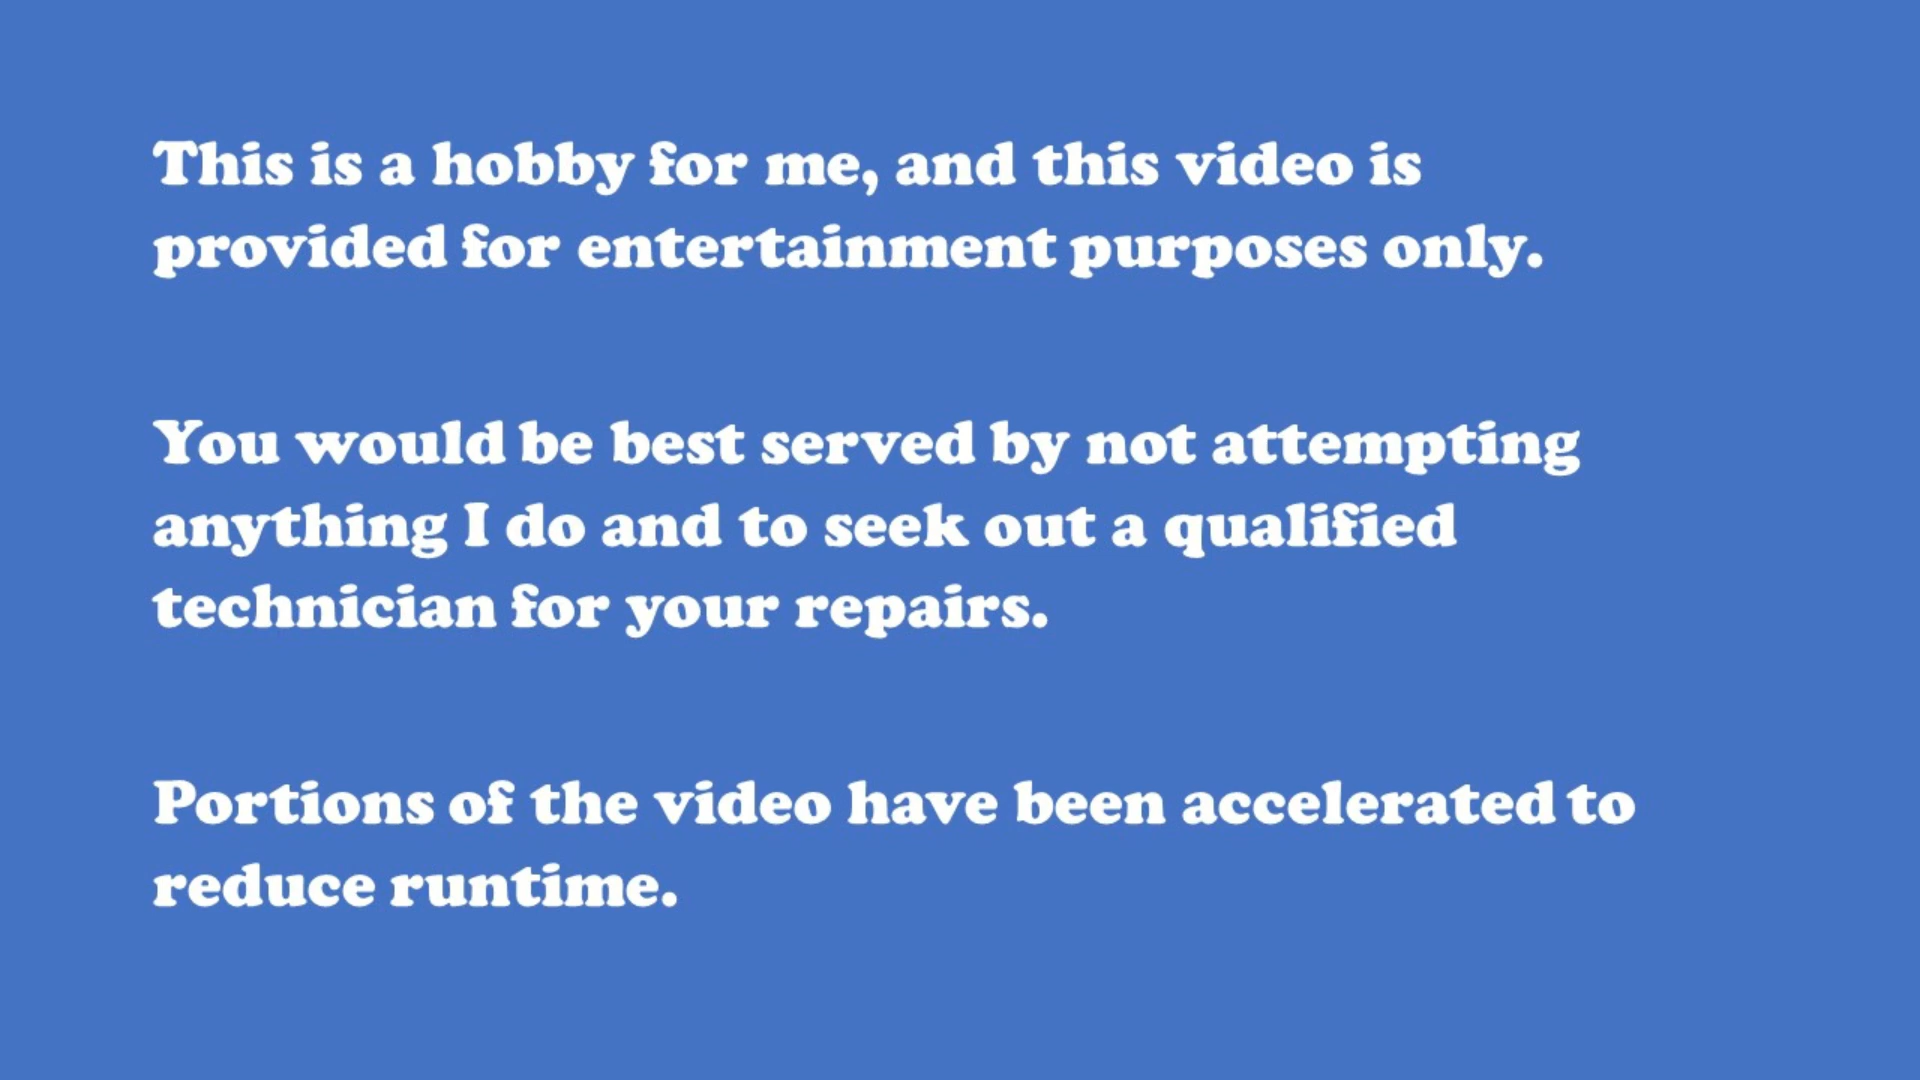 This is a hobby for me, and this video is
provided for entertainment purposes only.
You would be best served by not attempting
anything I do and to seek out a qualified
technician for your repairs.
Portions of the video have been accelerated to
reduce runtime.